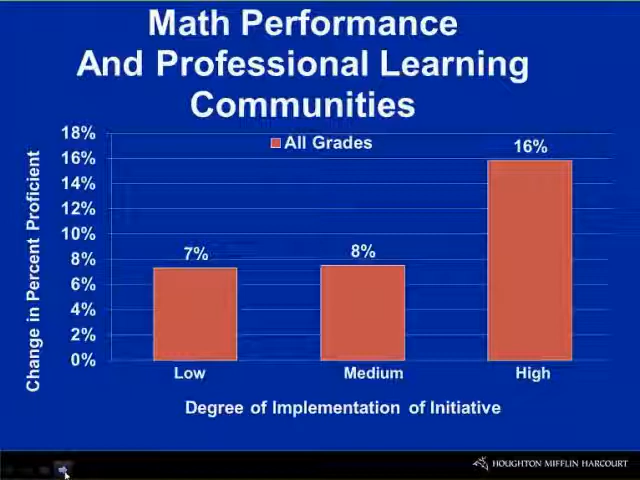 Math Performance
And Professional Learning
Communities
18%
All Grades
16%
16%
14%
12%
10%
8%
7%
8%
6%
4%
2%
0%
Change in Percent Proficient
Low Medium High
Degree of Implementation of Initiative
HOUGHTON MIFFLIN HARCOURT